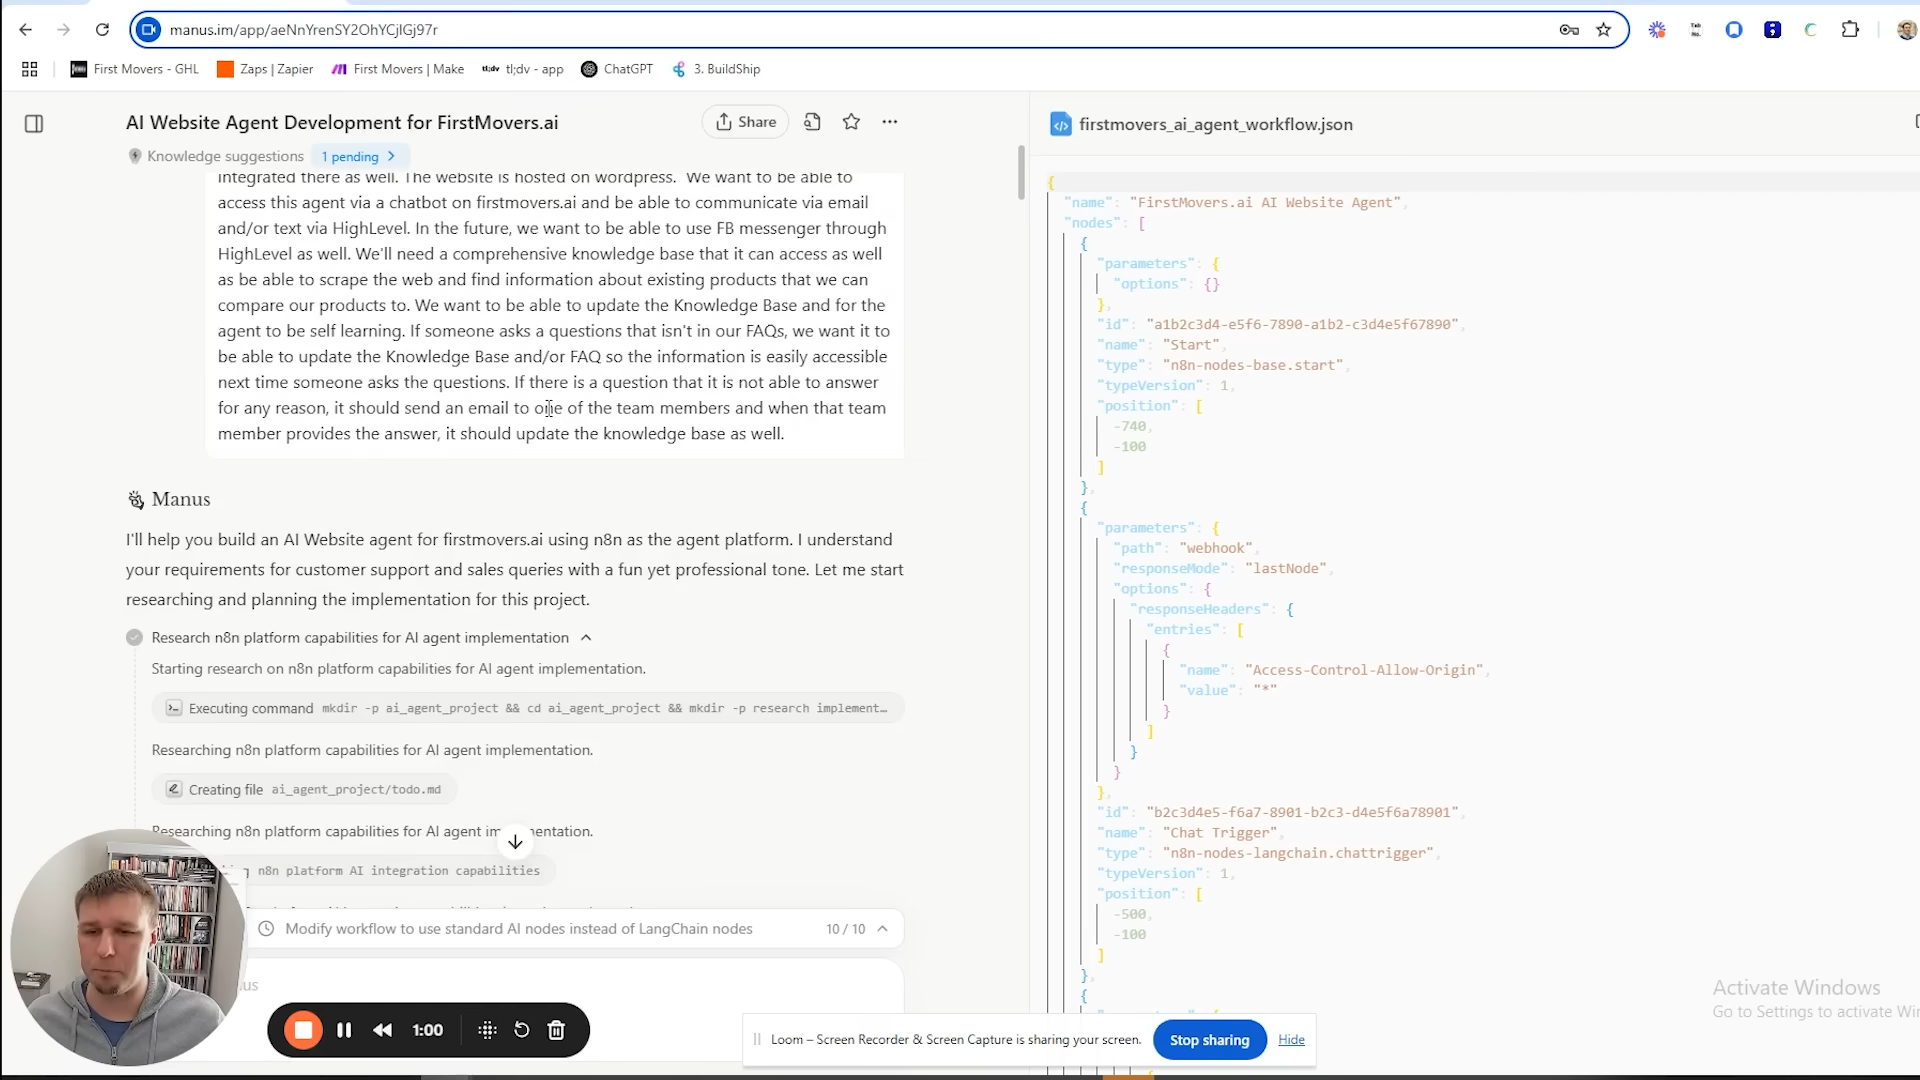 manus.im/app/aeNnYrenSY2OhYCjIGj97r
First Movers - GHL
Zaps | Zapier
First Movers | Make
tl;dv
tl;dv - app
ChatGPT
3. BuildShip
AI Website Agent Development for FirstMovers.ai
Share
Knowledge suggestions
1 pending
integrated there as well. The website is hosted on wordpress. We want to be able to
access this agent via a chatbot on firstmovers.ai and be able to communicate via email
and/or text via HighLevel. In the future, we want to be able to use FB messenger through
HighLevel as well. We'll need a comprehensive knowledge base that it can access as well
as be able to scrape the web and find information about existing products that we can
compare our products to. We want to be able to update the Knowledge Base and for the
agent to be self learning. If someone asks a questions that isn't in our FAQs, we want it to
be able to update the Knowledge Base and/or FAQ so the information is easily accessible
next time someone asks the questions. If there is a question that it is not able to answer
for any reason, it should send an email to one of the team members and when that team
member provides the answer, it should update the knowledge base as well.
Manus
I'll help you build an AI Website agent for firstmovers.ai using n8n as the agent platform. I understand
your requirements for customer support and sales queries with a fun yet professional tone. Let me start
researching and planning the implementation for this project.
Research n8n platform capabilities for AI agent implementation
Starting research on n8n platform capabilities for AI agent implementation.
Executing command mkdir -p ai_agent_project && cd ai_agent_project && mkdir -p research implement…
Researching n8n platform capabilities for AI agent implementation.
Creating file ai_agent_project/todo.md
Researching n8n platform capabilities for AI agent implementation.
n8n platform AI integration capabilities
Modify workflow to use standard AI nodes instead of LangChain nodes
10 / 10
1:00
firstmovers_ai_agent_workflow.json
{
"name": "FirstMovers.ai AI Website Agent",
"nodes": [
{
"parameters": {
"options": {}
},
"id": "a1b2c3d4-e5f6-7890-a1b2-c3d4e5f67890",
"name": "Start",
"type": "n8n-nodes-base.start",
"typeVersion": 1,
"position": [
-740,
-100
]
},
{
"parameters": {
"path": "webhook",
"responseMode": "lastNode",
"options": {
"responseHeaders": {
"entries": [
{
"name": "Access-Control-Allow-Origin",
"value": "*"
}
]
}
}
},
"id": "b2c3d4e5-f6a7-8901-b2c3-d4e5f6a78901",
"name": "Chat Trigger",
"type": "n8n-nodes-langchain.chattrigger",
"typeVersion": 1,
"position": [
-500,
-100
]
},
{
Activate Windows
Go to Settings to activate Win
Loom – Screen Recorder & Screen Capture is sharing your screen.
Stop sharing
Hide